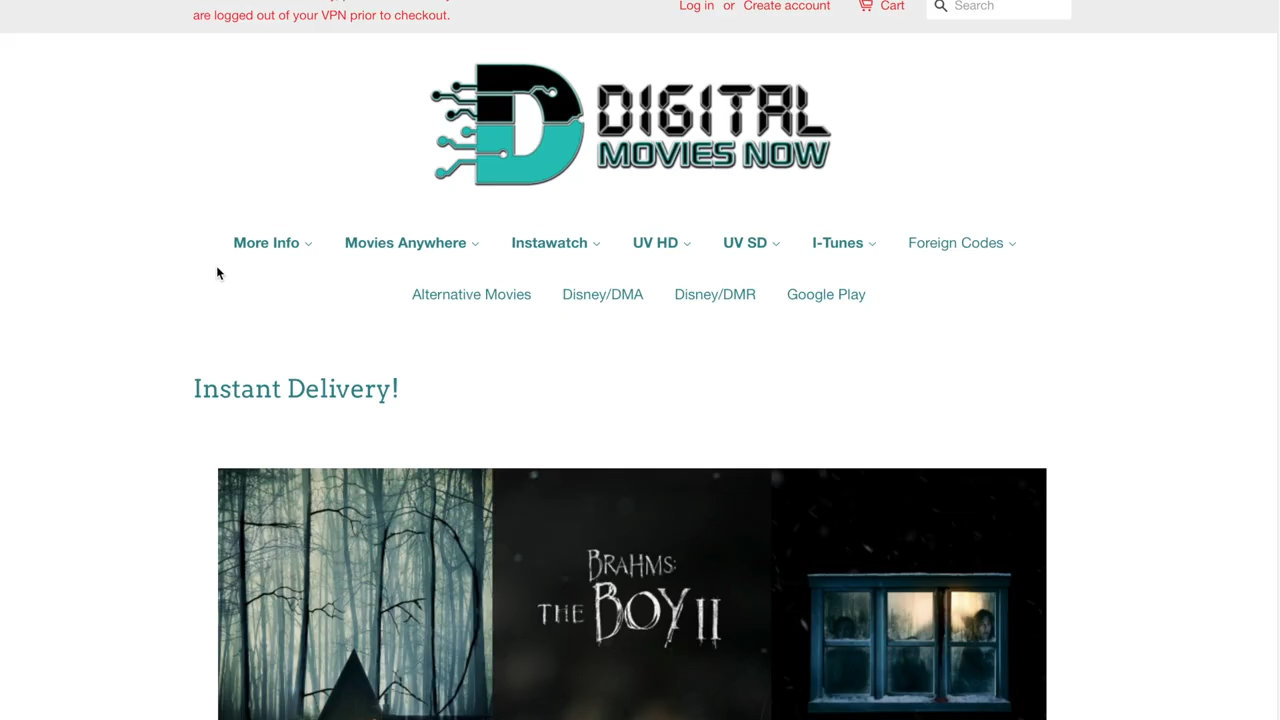 are logged out of your VPN prior to checkout.
Log in or Create account Cart Search
DIGITAL
MOVIES NOW
More Info Movies Anywhere Instawatch UV HD UV SD I-Tunes Foreign Codes
Alternative Movies Disney/DMA Disney/DMR Google Play
Instant Delivery!
BRAHMS:
THE BOY II